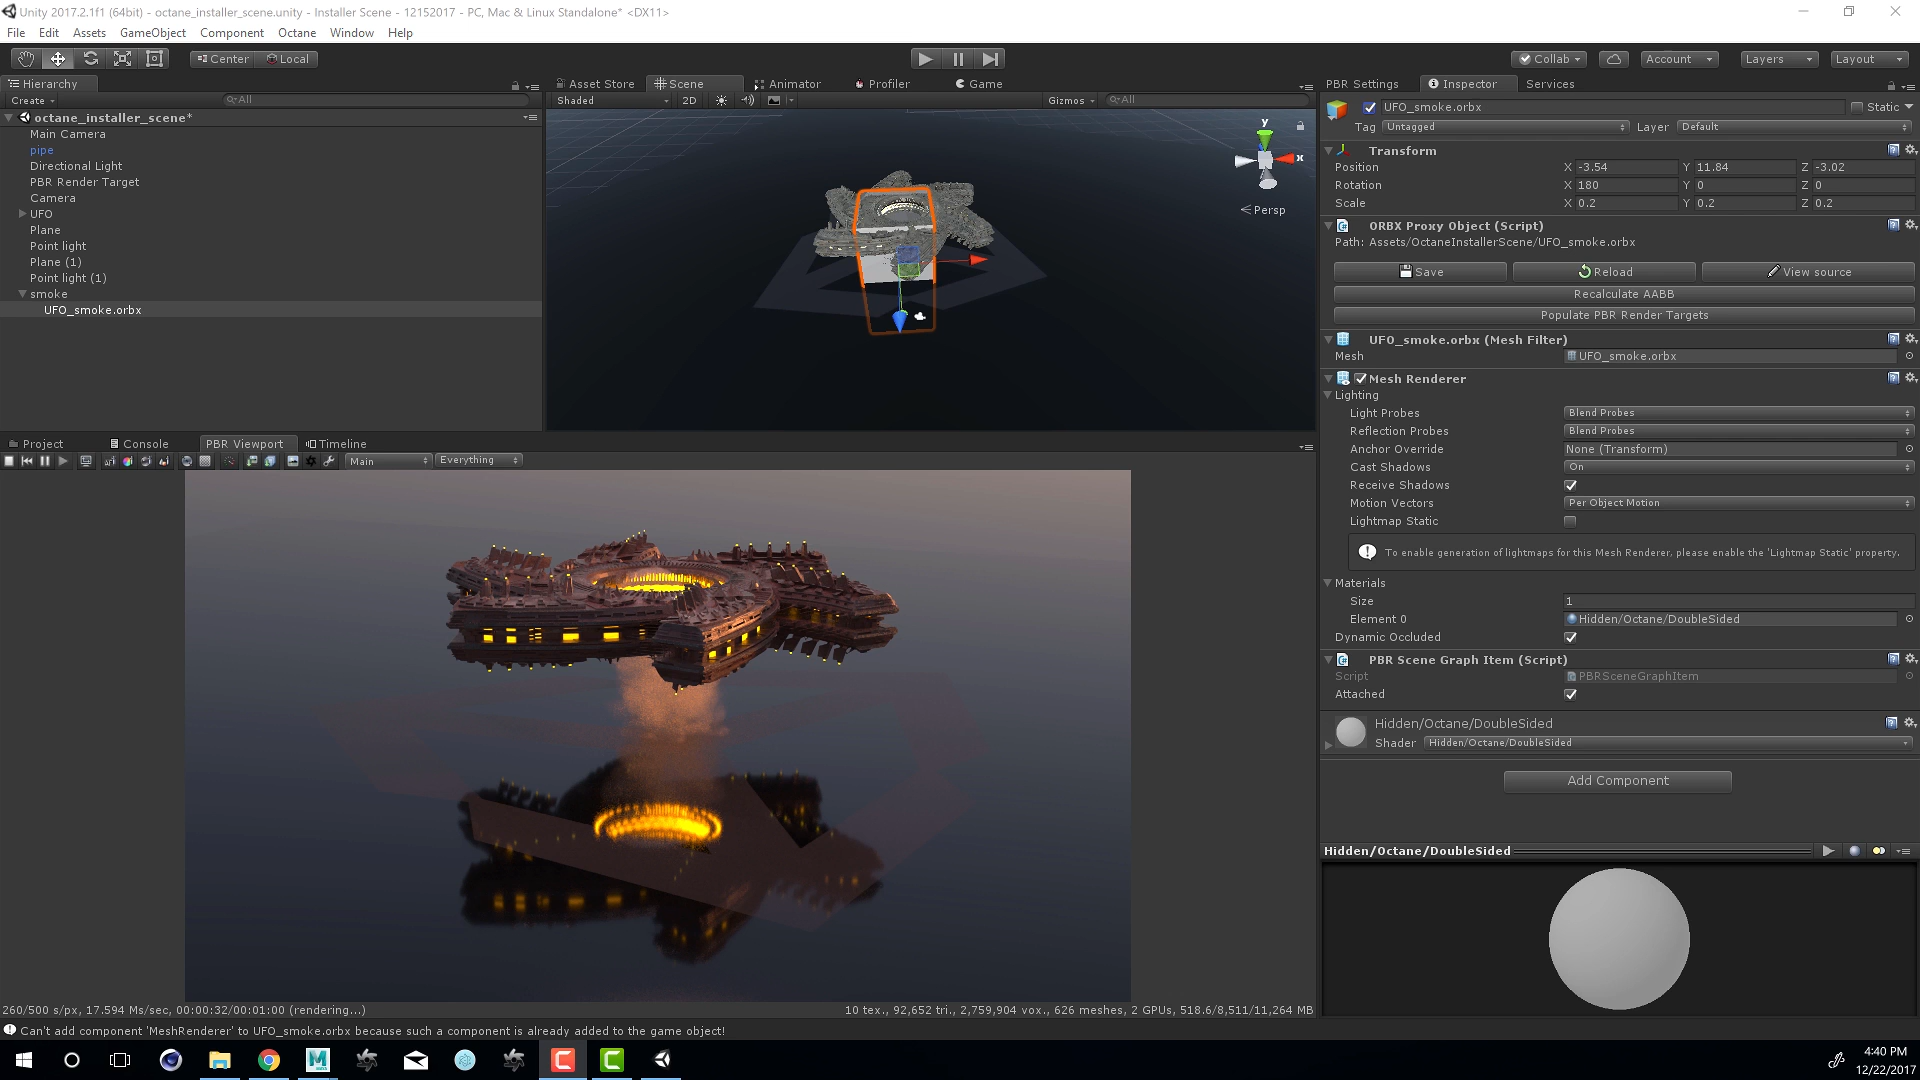 Unity 2017.2.1f1 (64bit) - octane_installer_scene.unity - Installer Scene - 12152017 - PC, Mac & Linux Standalone* <DX11>
File Edit Assets GameObject Component Octane Window Help
Center Local Collab Account Layers Layout
Hierarchy Asset Store Scene Animator Profiler Game PBR Settings Inspector Services
Create All Shaded 2D Gizmos All
UFO_smoke.orbx Static
Tag Untagged Layer Default
octane_installer_scene*
Main Camera
pipe
Directional Light
PBR Render Target
Camera
UFO
Plane
Point light
Plane (1)
Point light (1)
smoke
UFO_smoke.orbx
y
x
Persp
Transform
Position X -3.54 Y 11.84 Z -3.02
Rotation X 180 Y 0 Z 0
Scale X 0.2 Y 0.2 Z 0.2
ORBX Proxy Object (Script)
Path: Assets/OctaneInstallerScene/UFO_smoke.orbx
Save Reload View source
Recalculate AABB
Populate PBR Render Targets
UFO_smoke.orbx (Mesh Filter)
Mesh UFO_smoke.orbx
Mesh Renderer
Lighting
Light Probes Blend Probes
Reflection Probes Blend Probes
Anchor Override None (Transform)
Cast Shadows On
Receive Shadows
Motion Vectors Per Object Motion
Lightmap Static
To enable generation of lightmaps for this Mesh Renderer, please enable the 'Lightmap Static' property.
Materials
Size 1
Element 0 Hidden/Octane/DoubleSided
Dynamic Occluded
PBR Scene Graph Item (Script)
Script PBRSceneGraphItem
Attached
Hidden/Octane/DoubleSided
Shader Hidden/Octane/DoubleSided
Add Component
Hidden/Octane/DoubleSided
Project Console PBR Viewport Timeline
Main Everything
260/500 s/px, 17.594 Ms/sec, 00:00:32/00:01:00 (rendering...) 10 tex., 92,652 tri., 2,759,904 vox., 626 meshes, 2 GPUs, 518.6/8,511/11,264 MB
Can't add component 'MeshRenderer' to UFO_smoke.orbx because such a component is already added to the game object!
4:40 PM
12/22/2017